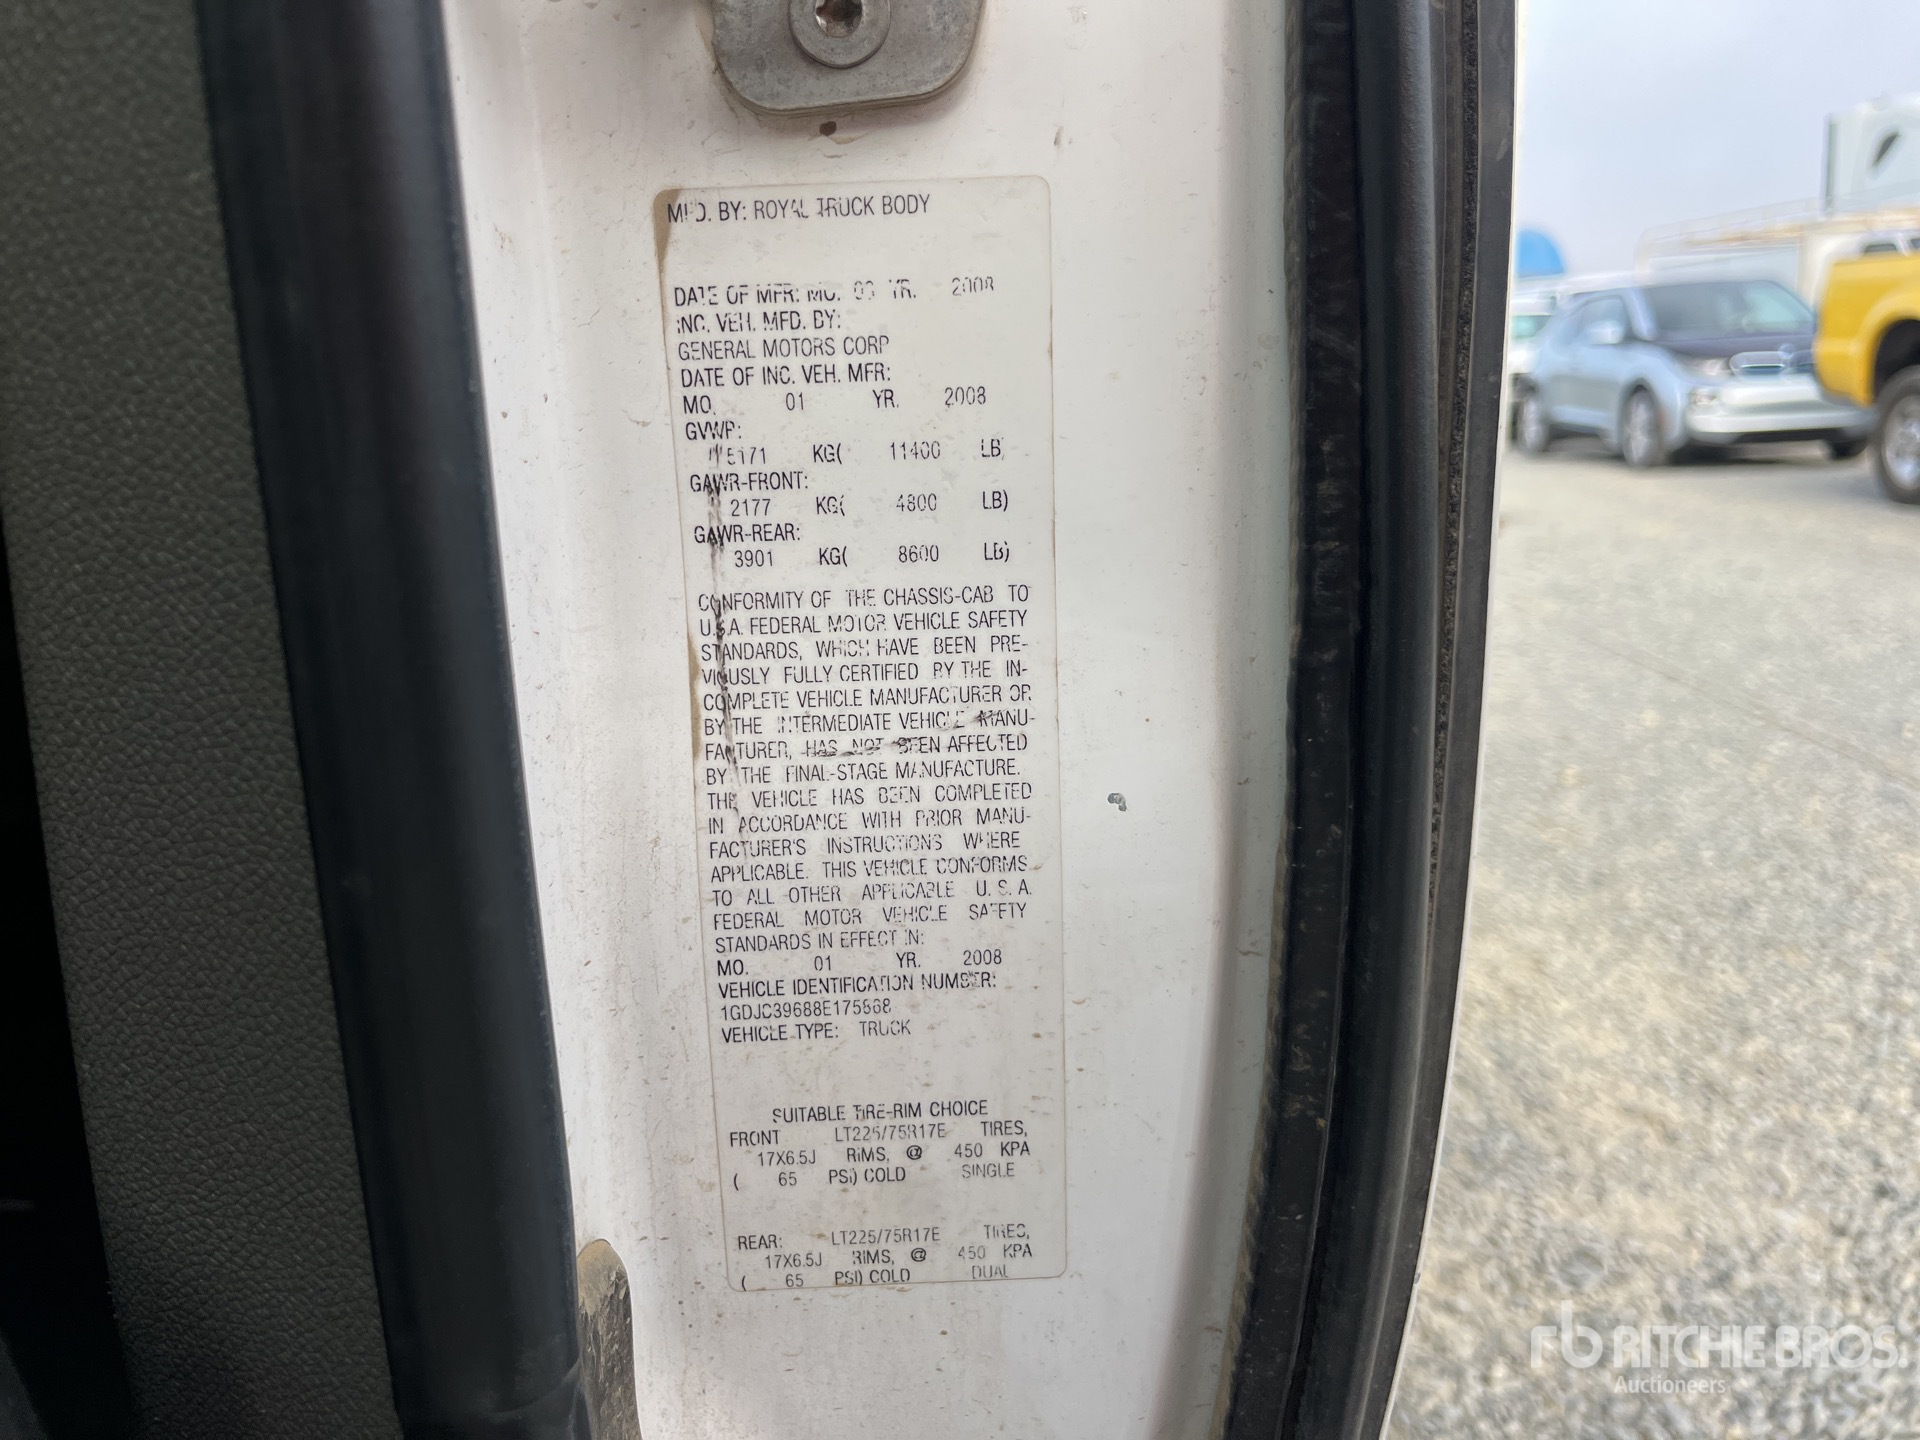 MFD. BY: ROYAL TRUCK BODY
DATE OF MFR: MO. YR. 2008
INC. VEH. MFD. BY:
GENERAL MOTORS CORP
DATE OF INC. VEH. MFR:
MO. 01 YR. 2008
GVWR:
5171 KG( 11400 LB)
GAWR-FRONT:
2177 KG( 4800 LB)
GAWR-REAR:
3901 KG( 8600 LB)
CONFORMITY OF THE CHASSIS-CAB TO
U.S.A. FEDERAL MOTOR VEHICLE SAFETY
STANDARDS, WHICH HAVE BEEN PRE-
VIOUSLY FULLY CERTIFIED BY THE IN-
COMPLETE VEHICLE MANUFACTURER OR
BY THE INTERMEDIATE VEHICLE MANU-
FACTURER, HAS NOT BEEN AFFECTED
BY THE FINAL-STAGE MANUFACTURE.
THE VEHICLE HAS BEEN COMPLETED
IN ACCORDANCE WITH PRIOR MANU-
FACTURER'S INSTRUCTIONS WHERE
APPLICABLE. THIS VEHICLE CONFORMS
TO ALL OTHER APPLICABLE U.S.A.
FEDERAL MOTOR VEHICLE SAFETY
STANDARDS IN EFFECT IN:
MO. 01 YR. 2008
VEHICLE IDENTIFICATION NUMBER:
1GDJC39688E175868
VEHICLE TYPE: TRUCK
SUITABLE TIRE-RIM CHOICE
FRONT LT225/75R17E TIRES,
17X6.5J RIMS, @ 450 KPA
( 65 PSI) COLD SINGLE
REAR: LT225/75R17E TIRES,
17X6.5J RIMS, @ 450 KPA
( 65 PSI) COLD DUAL
rb RITCHIE BROS.
Auctioneers